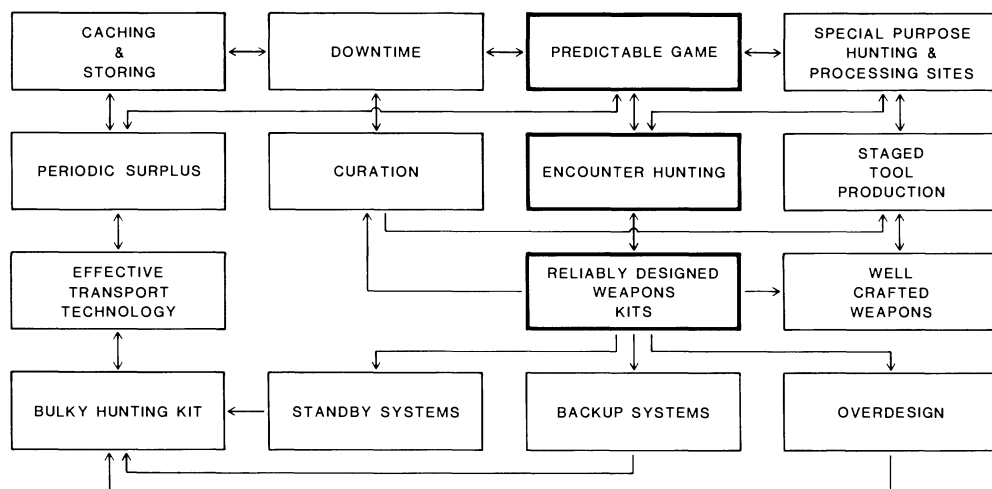 CACHING
&
STORING
DOWNTIME
PREDICTABLE GAME
SPECIAL PURPOSE
HUNTING &
PROCESSING SITES
PERIODIC SURPLUS
CURATION
ENCOUNTER HUNTING
STAGED
TOOL
PRODUCTION
EFFECTIVE
TRANSPORT
TECHNOLOGY
RELIABLY DESIGNED
WEAPONS
KITS
WELL
CRAFTED
WEAPONS
BULKY HUNTING KIT
STANDBY SYSTEMS
BACKUP SYSTEMS
OVERDESIGN